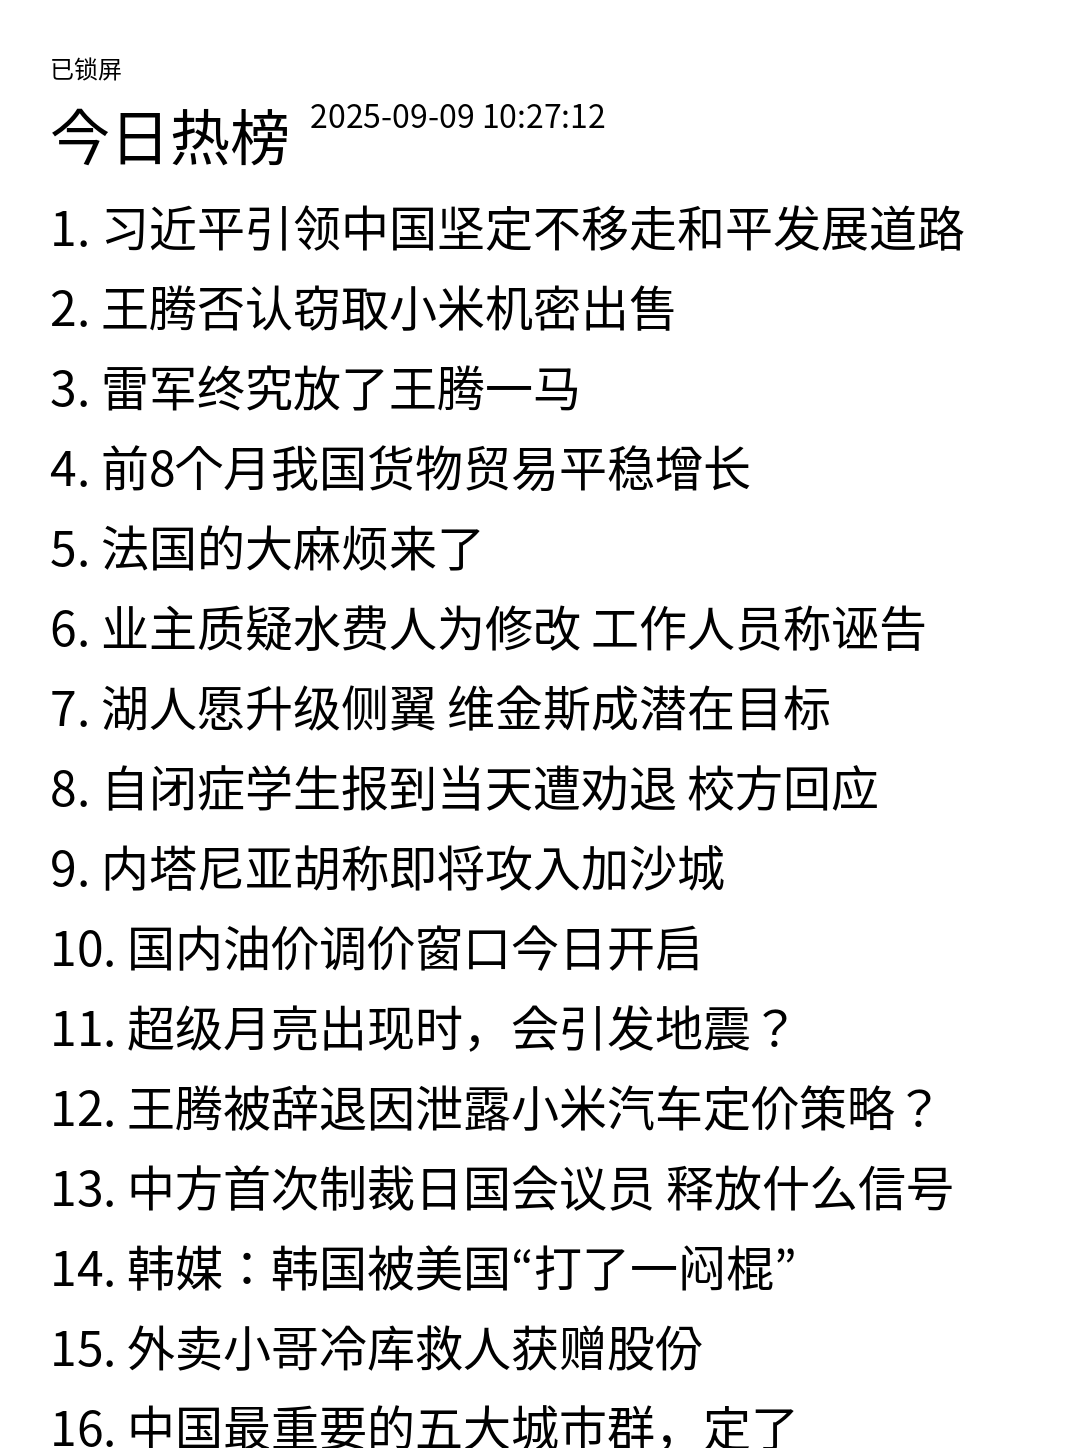 已锁屏
今日热榜 2025-09-09 10:27:12
1. 习近平引领中国坚定不移走和平发展道路
2. 王腾否认窃取小米机密出售
3. 雷军终究放了王腾一马
4. 前8个月我国货物贸易平稳增长
5. 法国的大麻烦来了
6. 业主质疑水费人为修改 工作人员称诬告
7. 湖人愿升级侧翼 维金斯成潜在目标
8. 自闭症学生报到当天遭劝退 校方回应
9. 内塔尼亚胡称即将攻入加沙城
10. 国内油价调价窗口今日开启
11. 超级月亮出现时，会引发地震？
12. 王腾被辞退因泄露小米汽车定价策略？
13. 中方首次制裁日国会议员 释放什么信号
14. 韩媒：韩国被美国“打了一闷棍”
15. 外卖小哥冷库救人获赠股份
16. 中国最重要的五大城市群，定了